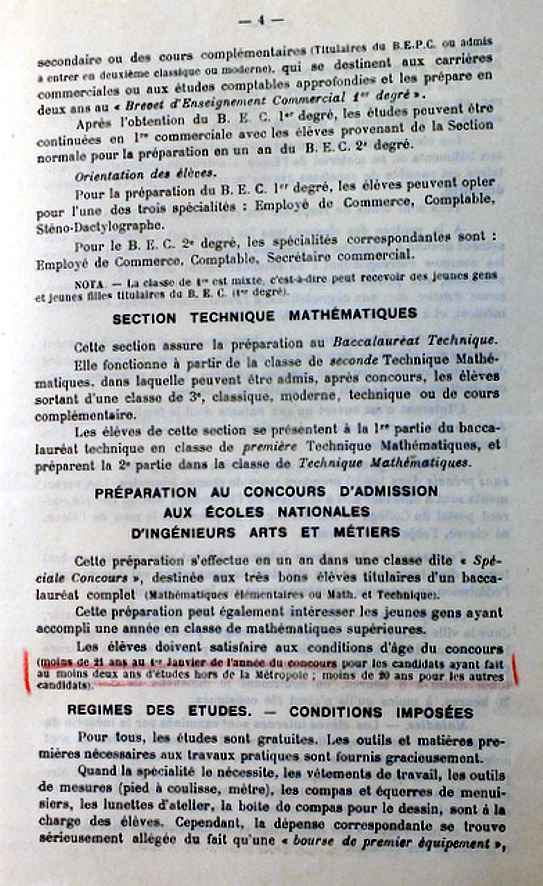 — 4 —
secondaire ou des cours complémentaires (Titulaires du B.E.P.C. ou admis
à entrer en deuxième classique ou moderne), qui se destinent aux carrières
commerciales ou aux études comptables approfondies et les prépare en
deux ans au « Brevet d'Enseignement Commercial 1er degré ».
Après l'obtention du B. E. C. 1er degré, les études peuvent être
continuées en 1re commerciale avec les élèves provenant de la Section
normale pour la préparation en un an du B. E. C. 2e degré.
Orientation des élèves.
Pour la préparation du B. E. C. 1er degré, les élèves peuvent opter
pour l'une des trois spécialités : Employé de Commerce, Comptable,
Sténo-Dactylographe.
Pour le B. E. C. 2e degré, les spécialités correspondantes sont :
Employé de Commerce, Comptable, Secrétaire commercial.
NOTA. — La classe de 1re est mixte, c'est-à-dire peut recevoir des jeunes gens
et jeunes filles titulaires du B. E. C. (1er degré).
SECTION TECHNIQUE MATHÉMATIQUES
Cette section assure la préparation au Baccalauréat Technique.
Elle fonctionne à partir de la classe de seconde Technique Mathé-
matiques, dans laquelle peuvent être admis, après concours, les élèves
sortant d'une classe de 3e, classique, moderne, technique ou de cours
complémentaire.
Les élèves de cette section se présentent à la 1re partie du bacca-
lauréat technique en classe de première Technique Mathématiques, et
préparent la 2e partie dans la classe de Technique Mathématiques.
PRÉPARATION AU CONCOURS D'ADMISSION
AUX ÉCOLES NATIONALES
D'INGÉNIEURS ARTS ET MÉTIERS
Cette préparation s'effectue en un an dans une classe dite « Spé-
ciale Concours », destinée aux très bons élèves titulaires d'un bacca-
lauréat complet (Mathématiques élémentaires ou Math. et Technique).
Cette préparation peut également intéresser les jeunes gens ayant
accompli une année en classe de mathématiques supérieures.
Les élèves doivent satisfaire aux conditions d'âge du concours
(moins de 21 ans au 1er Janvier de l'année du concours pour les candidats ayant fait
au moins deux ans d'études hors de la Métropole ; moins de 20 ans pour les autres
candidats).
REGIMES DES ETUDES. — CONDITIONS IMPOSÉES
Pour tous, les études sont gratuites. Les outils et matières pre-
mières nécessaires aux travaux pratiques sont fournis gracieusement.
Quand la spécialité le nécessite, les vêtements de travail, les outils
de mesures (pied à coulisse, mètre), les compas et équerres de menui-
siers, les lunettes d'atelier, la boîte de compas pour le dessin, sont à la
charge des élèves. Cependant, la dépense correspondante se trouve
sérieusement allégée du fait qu'une « bourse de premier équipement »,